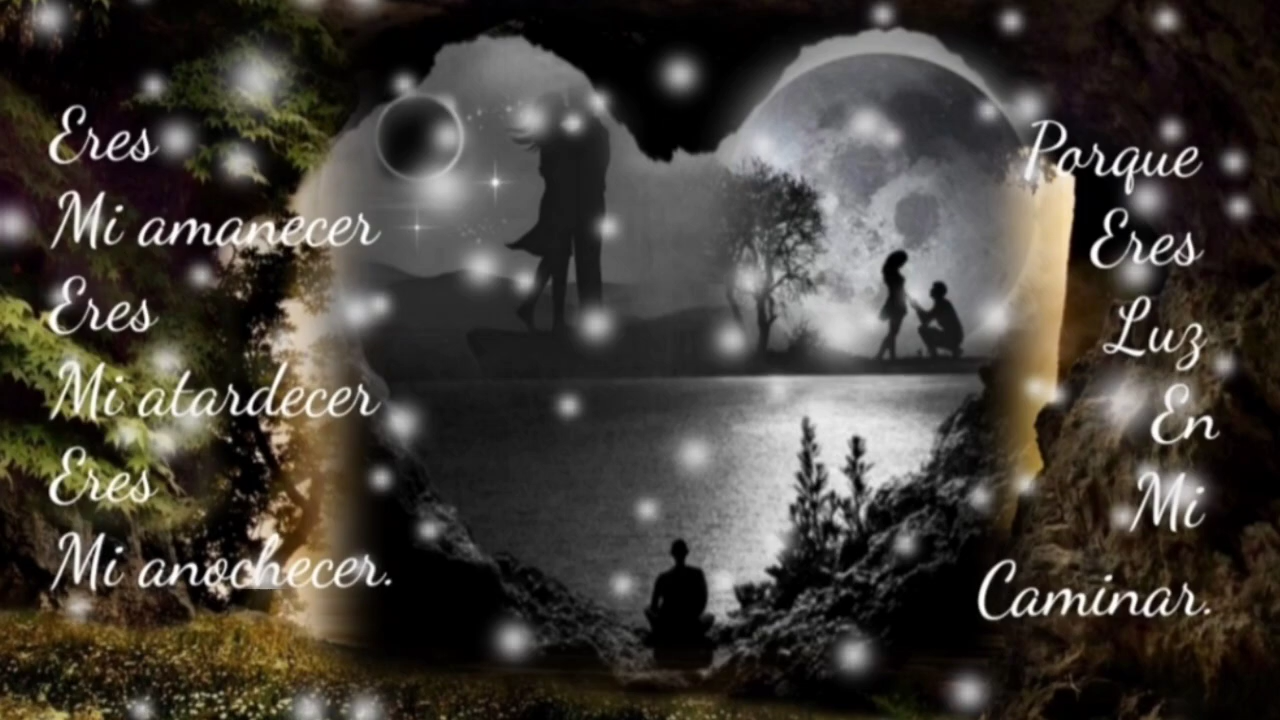 Eres
Mi amanecer
Eres
Mi atardecer
Eres
Mi anochecer.
Porque
Eres
Luz
En
Mi
Caminar.